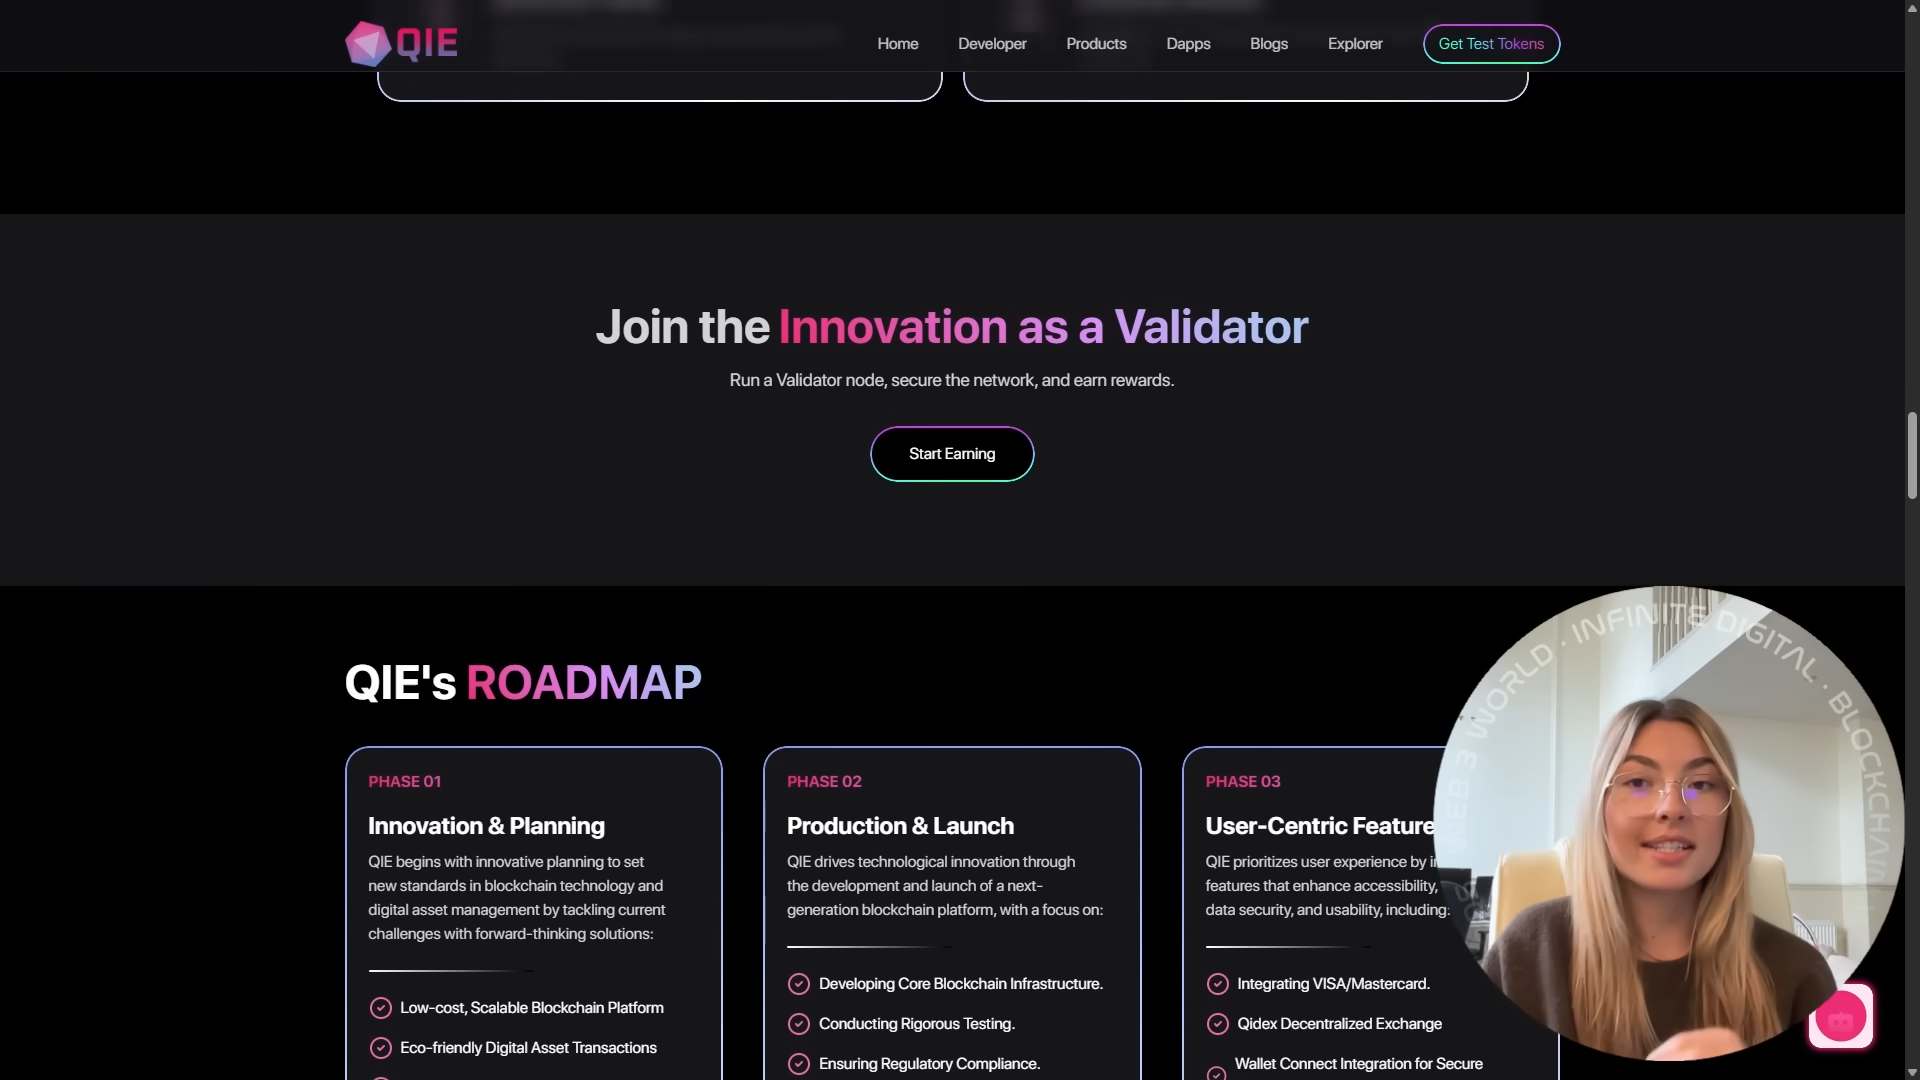 QIE
Home Developer Products Dapps Blogs Explorer Get Test Tokens
Join the Innovation as a Validator
Run a Validator node, secure the network, and earn rewards.
Start Earning
WEB 3 WORLD · INFINITE DIGITAL · BLOCKCHAIN
QIE's ROADMAP
PHASE 01
Innovation & Planning
QIE begins with innovative planning to set
new standards in blockchain technology and
digital asset management by tackling current
challenges with forward-thinking solutions:
Low-cost, Scalable Blockchain Platform
Eco-friendly Digital Asset Transactions
PHASE 02
Production & Launch
QIE drives technological innovation through
the development and launch of a next-
generation blockchain platform, with a focus on:
Developing Core Blockchain Infrastructure.
Conducting Rigorous Testing.
Ensuring Regulatory Compliance.
PHASE 03
User-Centric Feature
QIE prioritizes user experience by
features that enhance accessibility,
data security, and usability, including:
Integrating VISA/Mastercard.
Qidex Decentralized Exchange
Wallet Connect Integration for Secure